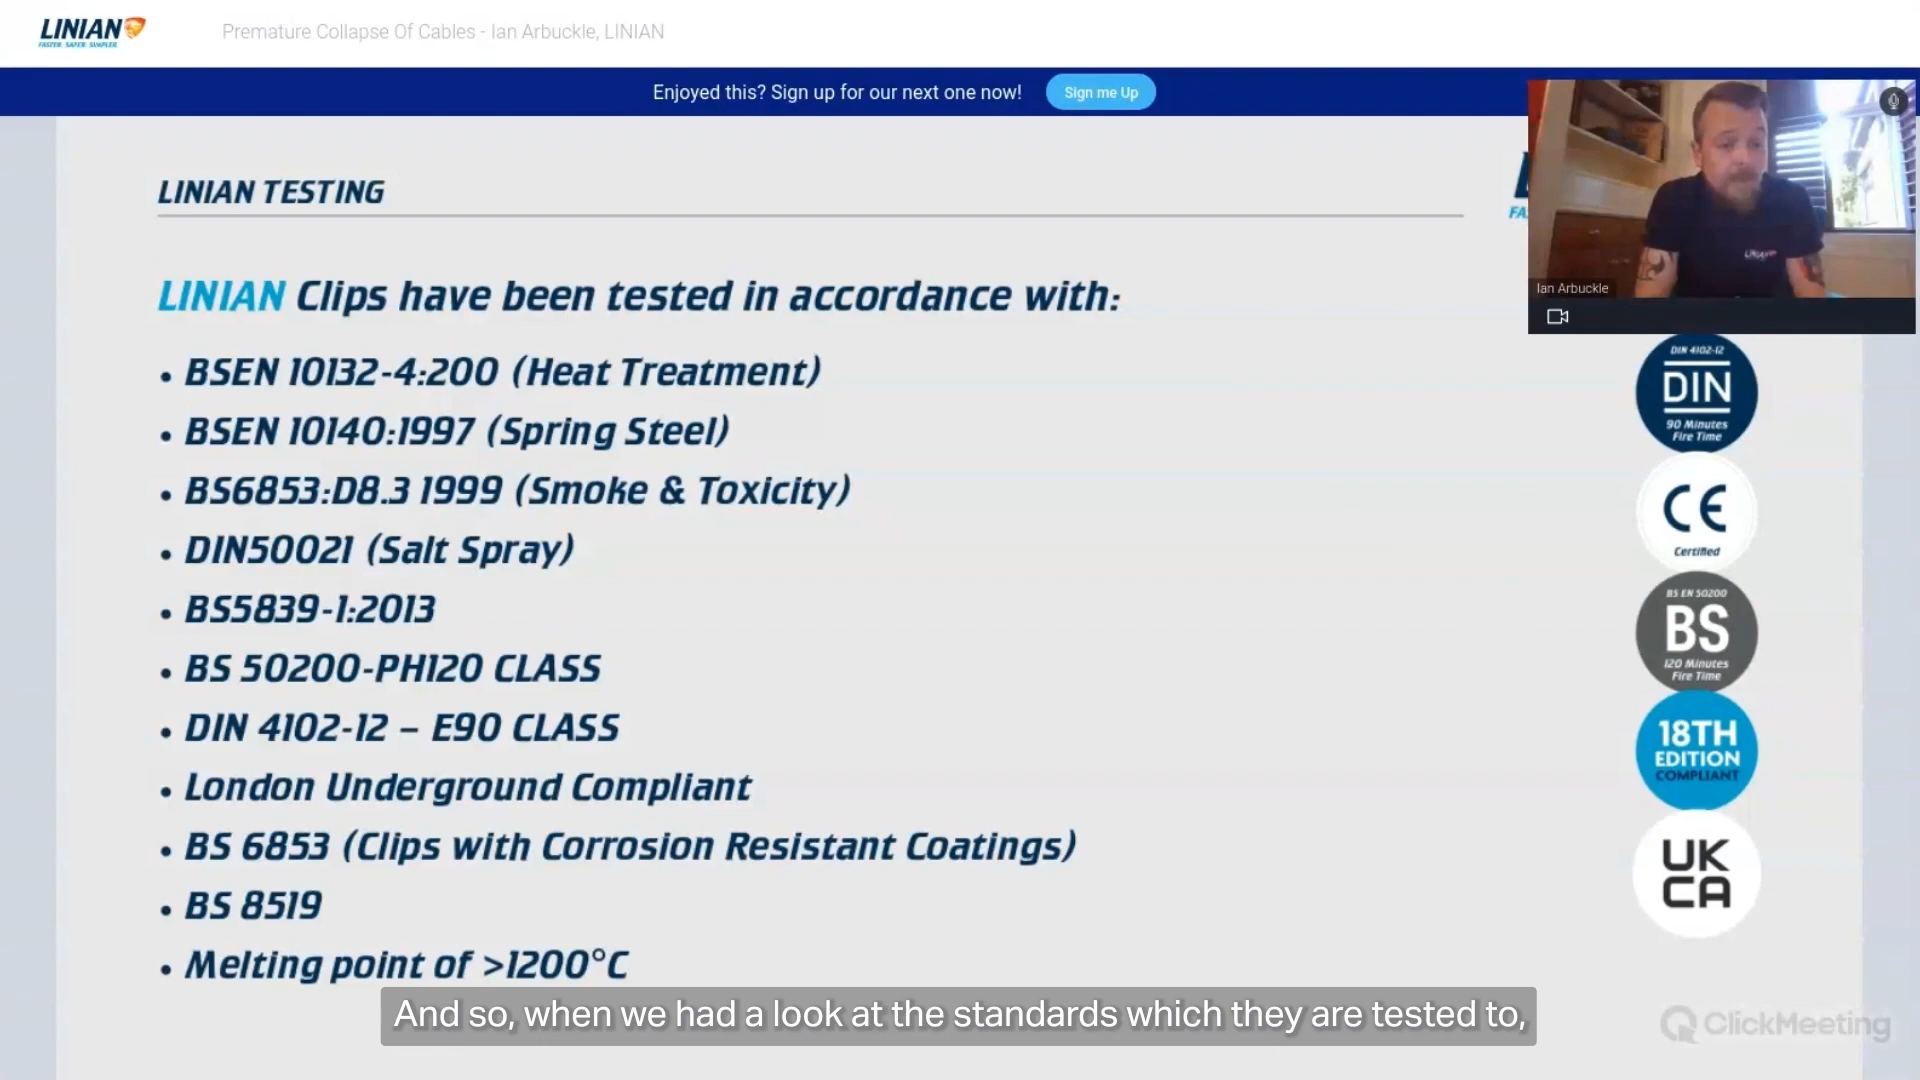 LINIAN
FASTER. SAFER. SIMPLER.
Premature Collapse Of Cables - Ian Arbuckle, LINIAN
Enjoyed this? Sign up for our next one now!
Sign me Up
LINIAN TESTING
LINIAN Clips have been tested in accordance with:
• BSEN 10132-4:200 (Heat Treatment)
• BSEN 10140:1997 (Spring Steel)
• BS6853:D8.3 1999 (Smoke & Toxicity)
• DIN50021 (Salt Spray)
• BS5839-1:2013
• BS 50200-PH120 CLASS
• DIN 4102-12 – E90 CLASS
• London Underground Compliant
• BS 6853 (Clips with Corrosion Resistant Coatings)
• BS 8519
• Melting point of >1200°C
LINIAN
Ian Arbuckle
DIN 4102-12
DIN
90 Minutes
Fire Time
CE
Certified
BS EN 50200
BS
120 Minutes
Fire Time
18TH
EDITION
COMPLIANT
UK
CA
And so, when we had a look at the standards which they are tested to,
ClickMeeting